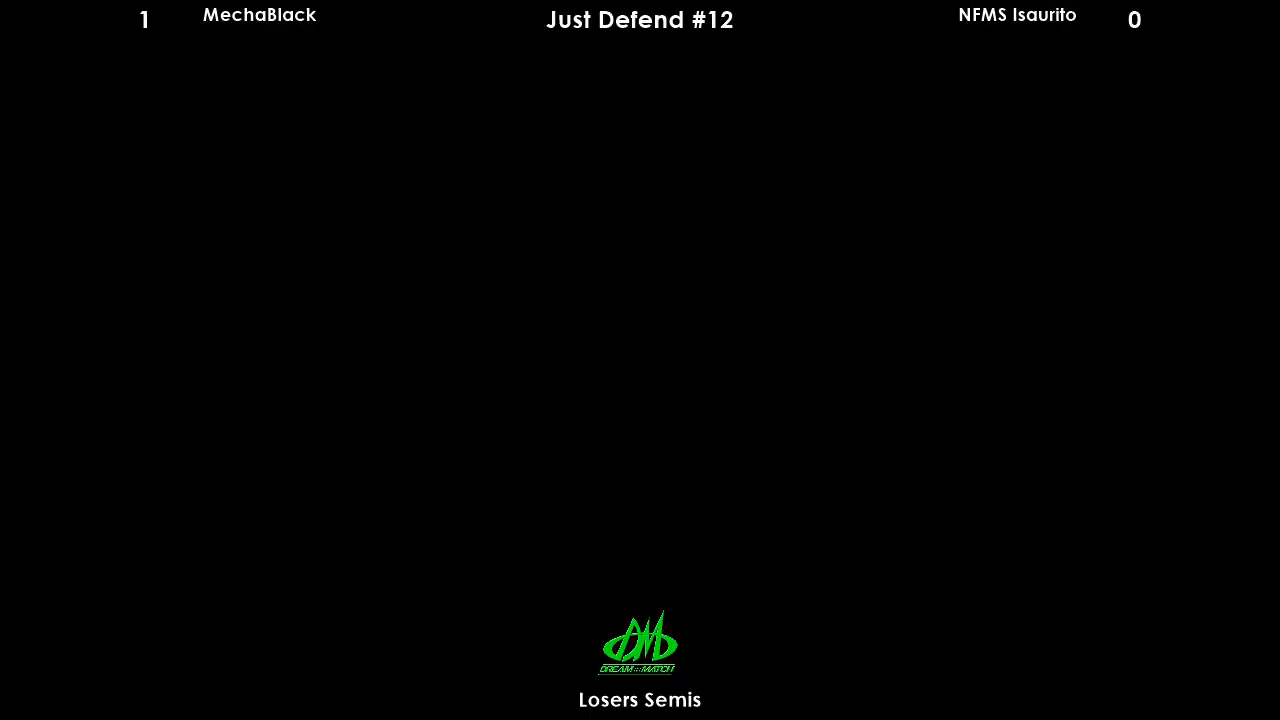 1 MechaBlack Just Defend #12 NFMS Isaurito 0
DREAM MATCH
Losers Semis